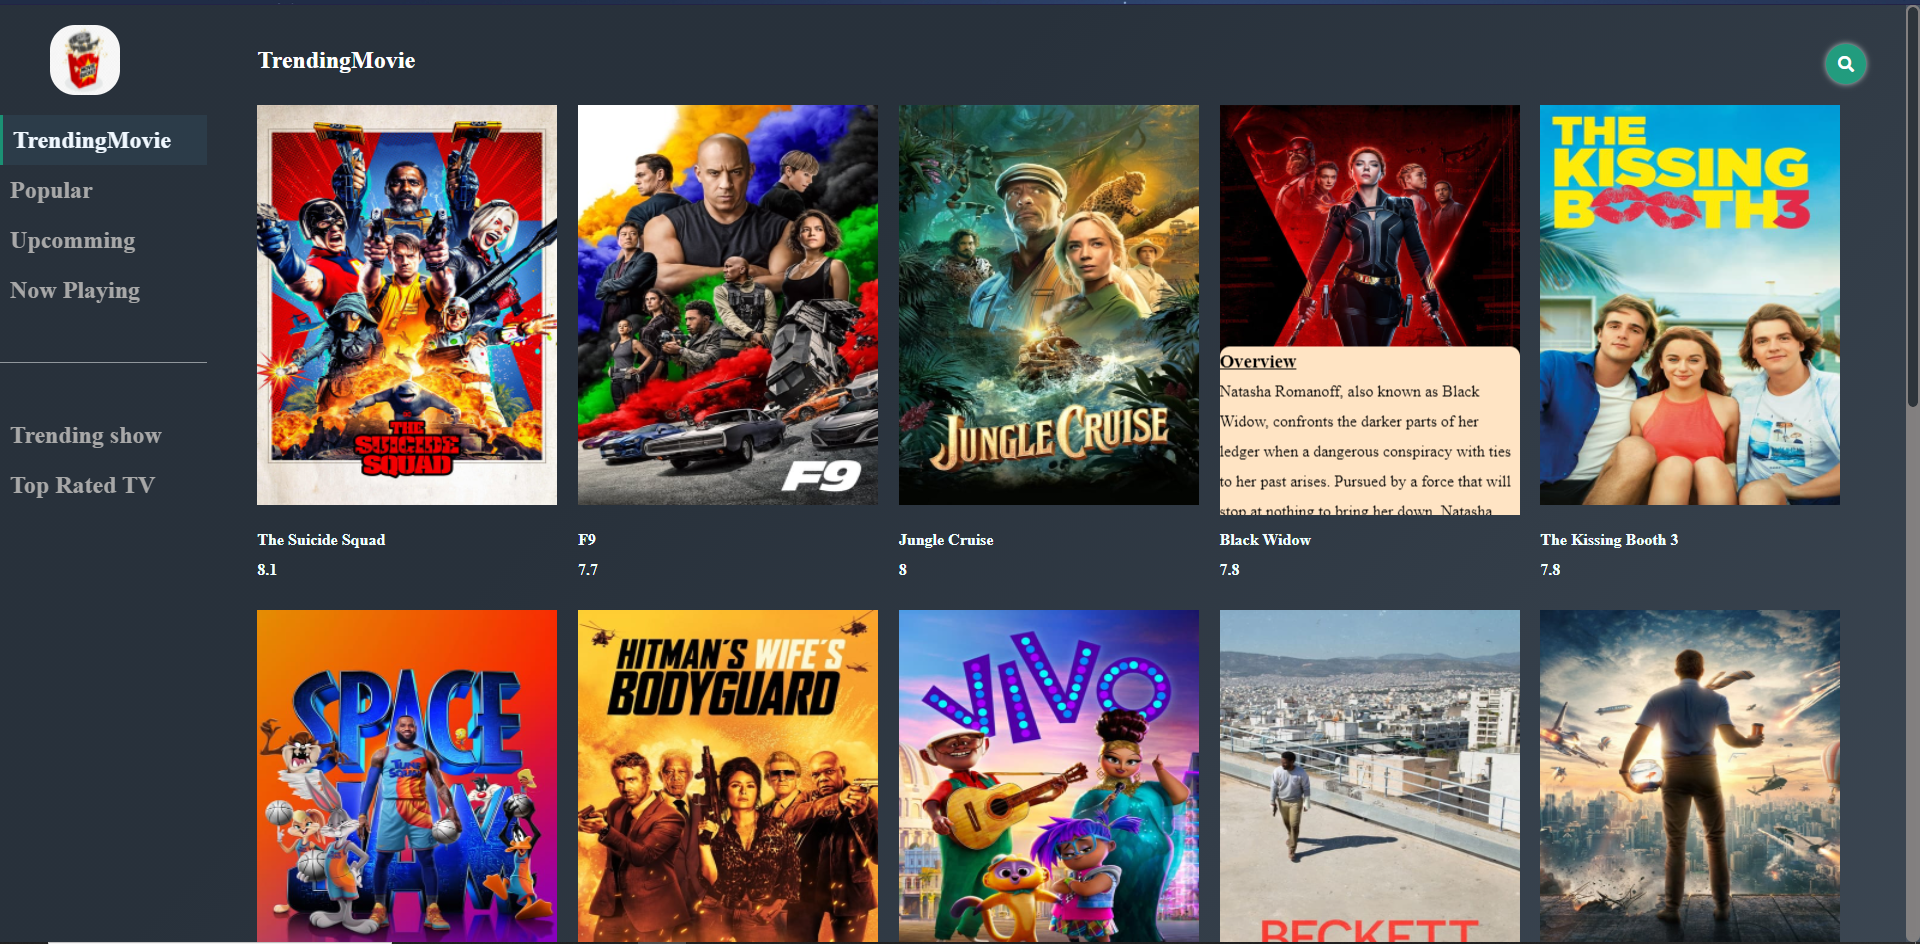 TrendingMovie
TrendingMovie
Popular
Upcomming
Now Playing
Trending show
Top Rated TV
THE
SUICIDE
SQUAD
F9
JUNGLE CRUISE
Overview
Natasha Romanoff, also known as Black
Widow, confronts the darker parts of her
ledger when a dangerous conspiracy with ties
to her past arises. Pursued by a force that will
stop at nothing to bring her down, Natasha
THE
KISSING
BOOTH 3
The Suicide Squad
F9
Jungle Cruise
Black Widow
The Kissing Booth 3
8.1
7.7
8
7.8
7.8
SPACE
JAM
TUNE
SQUAD
HITMAN'S WIFE'S
BODYGUARD
VIVO
BECKETT